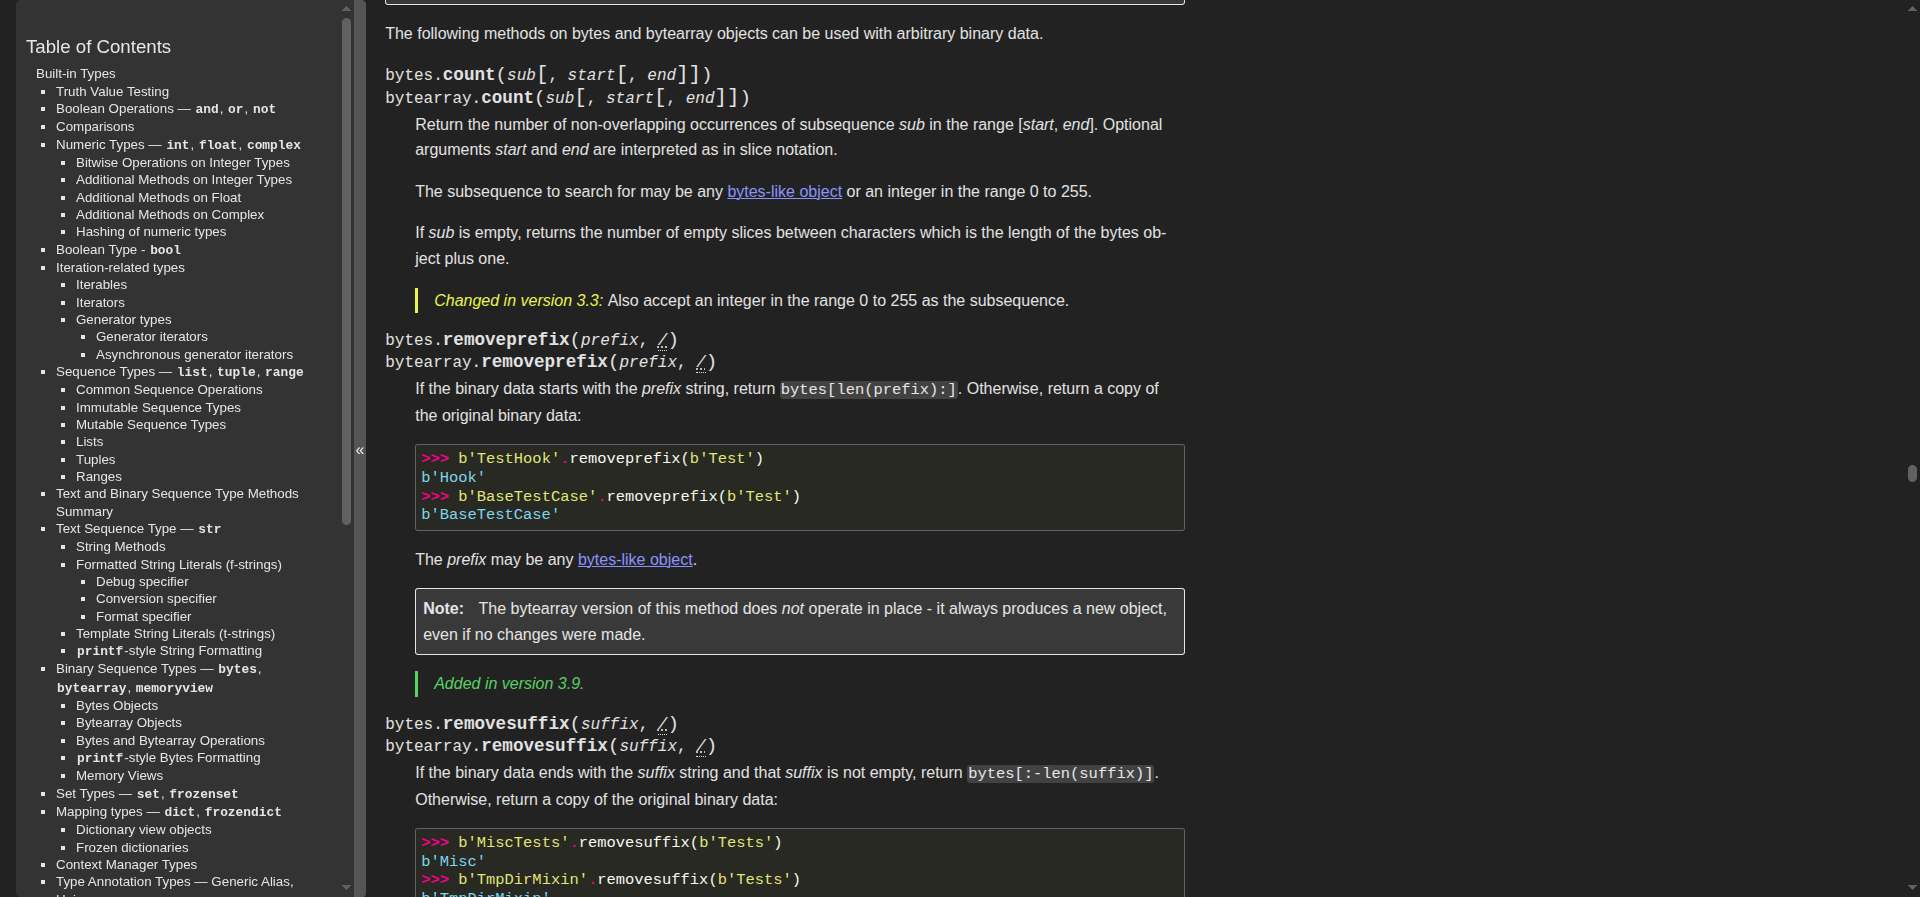 Table of Contents
Built-in Types
Truth Value Testing
Boolean Operations — and, or, not
Comparisons
Numeric Types — int, float, complex
Bitwise Operations on Integer Types
Additional Methods on Integer Types
Additional Methods on Float
Additional Methods on Complex
Hashing of numeric types
Boolean Type - bool
Iteration-related types
Iterables
Iterators
Generator types
Generator iterators
Asynchronous generator iterators
Sequence Types — list, tuple, range
Common Sequence Operations
Immutable Sequence Types
Mutable Sequence Types
Lists
Tuples
Ranges
Text and Binary Sequence Type Methods
Summary
Text Sequence Type — str
String Methods
Formatted String Literals (f-strings)
Debug specifier
Conversion specifier
Format specifier
Template String Literals (t-strings)
printf-style String Formatting
Binary Sequence Types — bytes,
bytearray, memoryview
Bytes Objects
Bytearray Objects
Bytes and Bytearray Operations
printf-style Bytes Formatting
Memory Views
Set Types — set, frozenset
Mapping types — dict, frozendict
Dictionary view objects
Frozen dictionaries
Context Manager Types
Type Annotation Types — Generic Alias,
«
The following methods on bytes and bytearray objects can be used with arbitrary binary data.
bytes.count(sub[, start[, end]])
bytearray.count(sub[, start[, end]])
Return the number of non-overlapping occurrences of subsequence sub in the range [start, end]. Optional
arguments start and end are interpreted as in slice notation.
The subsequence to search for may be any bytes-like object or an integer in the range 0 to 255.
If sub is empty, returns the number of empty slices between characters which is the length of the bytes ob-
ject plus one.
Changed in version 3.3: Also accept an integer in the range 0 to 255 as the subsequence.
bytes.removeprefix(prefix, /)
bytearray.removeprefix(prefix, /)
If the binary data starts with the prefix string, return bytes[len(prefix):]. Otherwise, return a copy of
the original binary data:
>>> b'TestHook'.removeprefix(b'Test')
b'Hook'
>>> b'BaseTestCase'.removeprefix(b'Test')
b'BaseTestCase'
The prefix may be any bytes-like object.
Note: The bytearray version of this method does not operate in place - it always produces a new object,
even if no changes were made.
Added in version 3.9.
bytes.removesuffix(suffix, /)
bytearray.removesuffix(suffix, /)
If the binary data ends with the suffix string and that suffix is not empty, return bytes[:-len(suffix)].
Otherwise, return a copy of the original binary data:
>>> b'MiscTests'.removesuffix(b'Tests')
b'Misc'
>>> b'TmpDirMixin'.removesuffix(b'Tests')
b'TmpDirMixin'